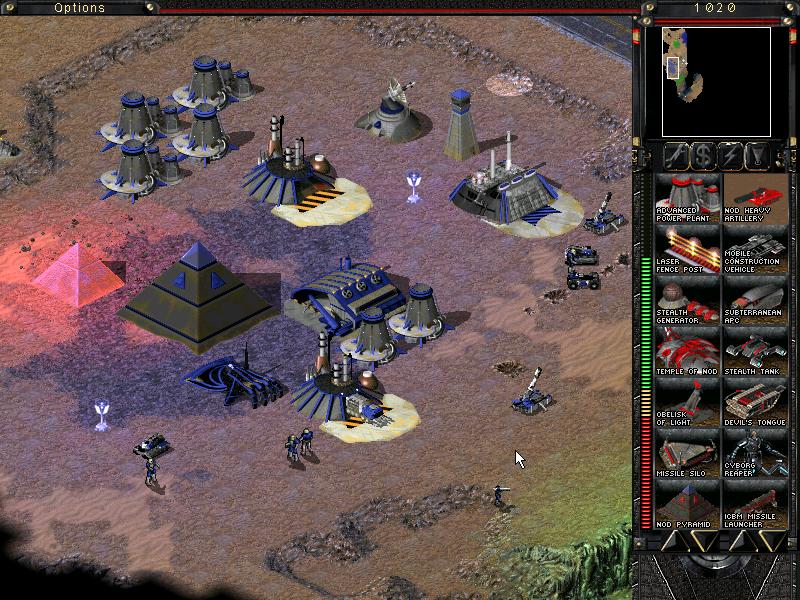 Options
1020
ADVANCED
POWER PLANT
NOD HEAVY
ARTILLERY
LASER
FENCE POST
MOBILE
CONSTRUCTION
VEHICLE
STEALTH
GENERATOR
SUBTERRANEAN
APC
TEMPLE OF NOD
STEALTH TANK
OBELISK
OF LIGHT
DEVIL'S TONGUE
MISSILE SILO
CYBORG
REAPER
NOD PYRAMID
ICBM MISSILE
LAUNCHER